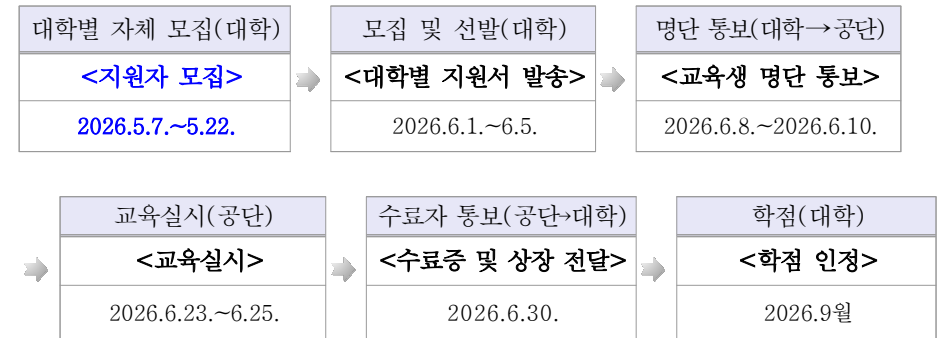 대학별 자체 모집(대학)
<지원자 모집>
2026.5.7.~5.22.
모집 및 선발(대학)
<대학별 지원서 발송>
2026.6.1.~6.5.
명단 통보(대학→공단)
<교육생 명단 통보>
2026.6.8.~2026.6.10.
교육실시(공단)
<교육실시>
2026.6.23.~6.25.
수료자 통보(공단→대학)
<수료증 및 상장 전달>
2026.6.30.
학점(대학)
<학점 인정>
2026.9월